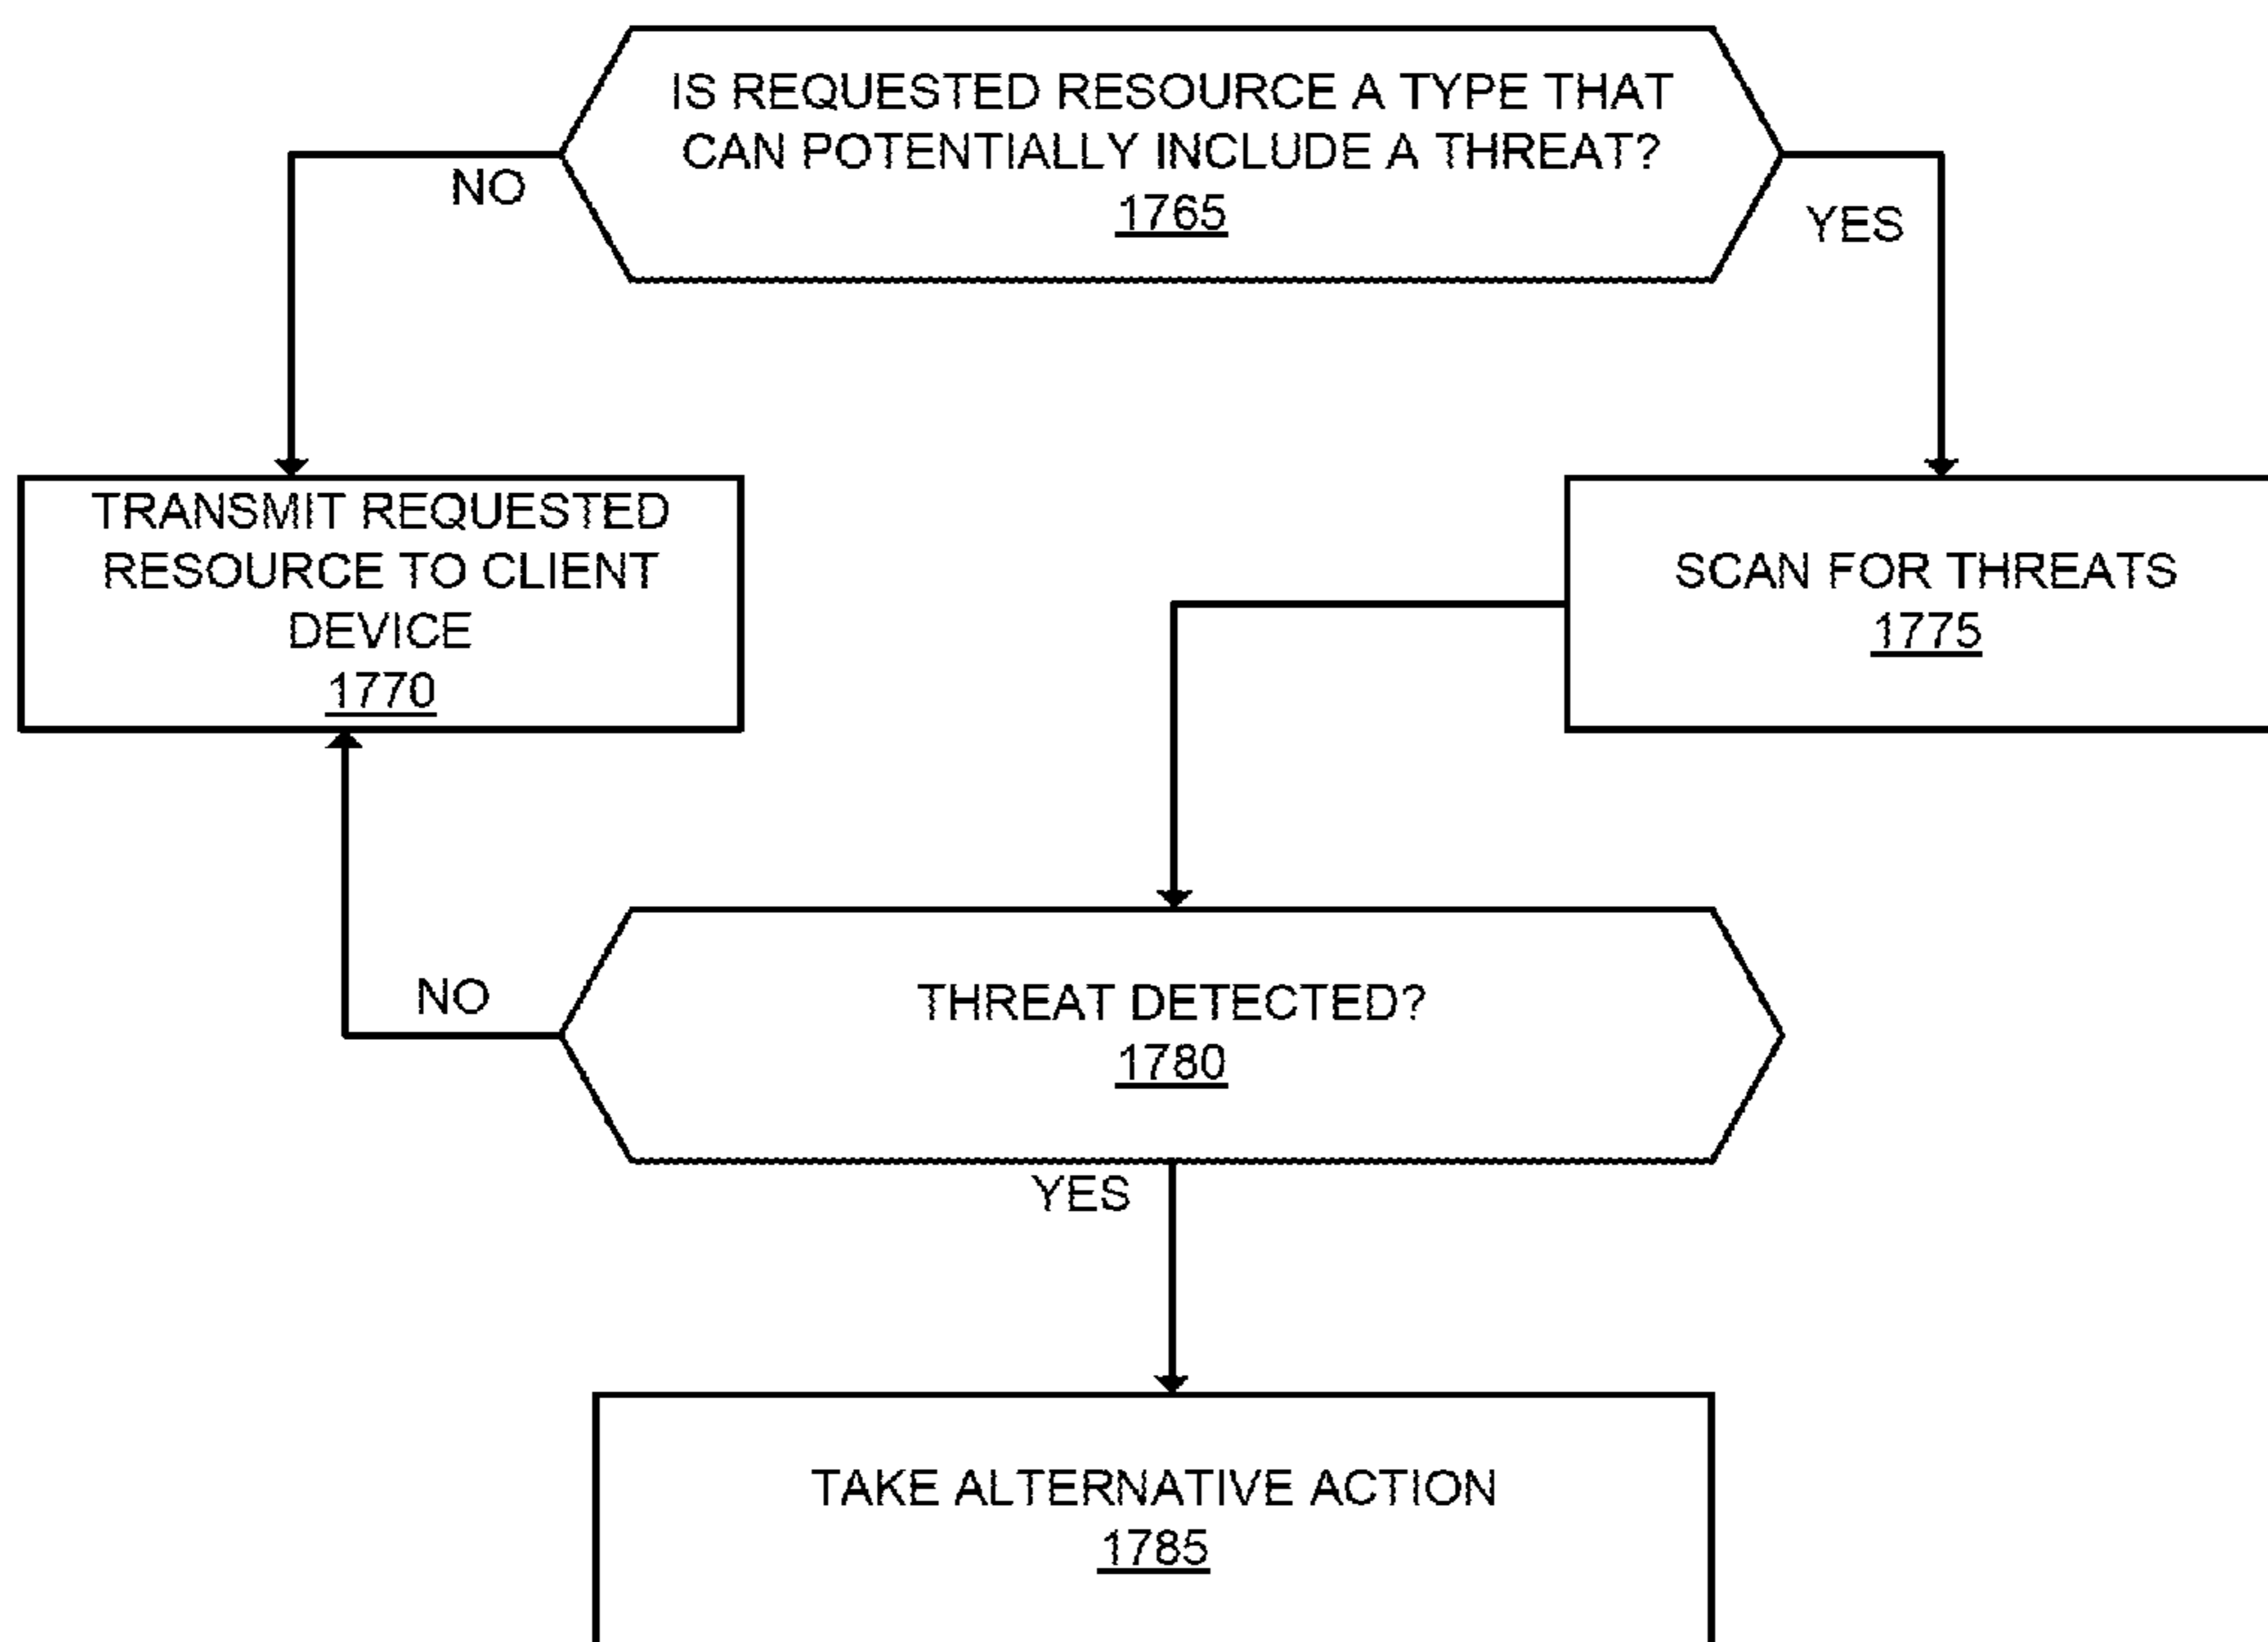 IS REQUESTED RESOURCE A TYPE THAT
CAN POTENTIALLY INCLUDE A THREAT?
1765
NO
YES
TRANSMIT REQUESTED
RESOURCE TO CLIENT
DEVICE
1770
SCAN FOR THREATS
1775
NO
THREAT DETECTED?
1780
YES
TAKE ALTERNATIVE ACTION
1785